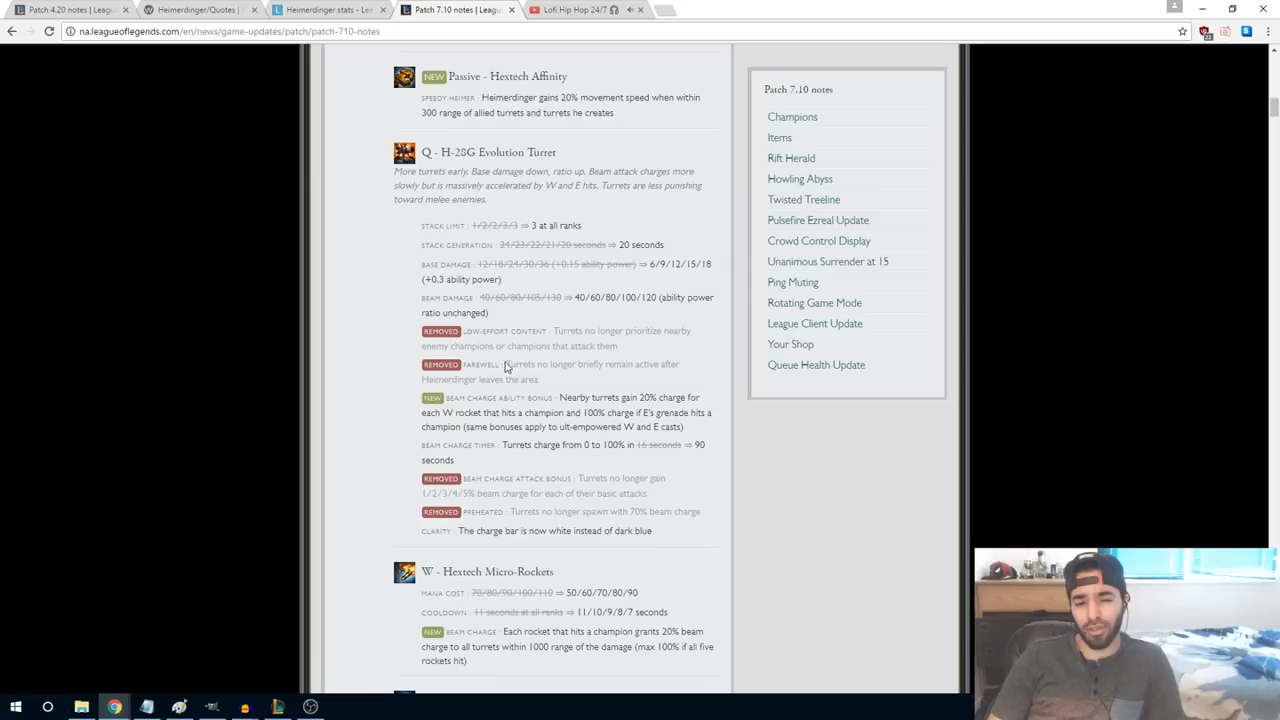 Patch 4.20 notes | Leagu
Heimerdinger/Quotes |
Heimerdinger stats - Lea
Patch 7.10 notes | Leagu
Lofi Hip Hop 24/7
na.leagueoflegends.com/en/news/game-updates/patch/patch-710-notes
NEW Passive - Hextech Affinity
SPEEDY HEIMER : Heimerdinger gains 20% movement speed when within
300 range of allied turrets and turrets he creates
Q - H-28G Evolution Turret
More turrets early. Base damage down, ratio up. Beam attack charges more
slowly but is massively accelerated by W and E hits. Turrets are less punishing
toward melee enemies.
STACK LIMIT : 1/2/2/3/3 ⇒ 3 at all ranks
STACK GENERATION : 24/23/22/21/20 seconds ⇒ 20 seconds
BASE DAMAGE : 12/18/24/30/36 (+0.15 ability power) ⇒ 6/9/12/15/18
(+0.3 ability power)
BEAM DAMAGE : 40/60/80/105/130 ⇒ 40/60/80/100/120 (ability power
ratio unchanged)
REMOVED LOW-EFFORT CONTENT : Turrets no longer prioritize nearby
enemy champions or champions that attack them
REMOVED FAREWELL : Turrets no longer briefly remain active after
Heimerdinger leaves the area
NEW BEAM CHARGE ABILITY BONUS : Nearby turrets gain 20% charge for
each W rocket that hits a champion and 100% charge if E's grenade hits a
champion (same bonuses apply to ult-empowered W and E casts)
BEAM CHARGE TIMER : Turrets charge from 0 to 100% in 16 seconds ⇒ 90
seconds
REMOVED BEAM CHARGE ATTACK BONUS : Turrets no longer gain
1/2/3/4/5% beam charge for each of their basic attacks
REMOVED PREHEATED : Turrets no longer spawn with 70% beam charge
CLARITY : The charge bar is now white instead of dark blue
W - Hextech Micro-Rockets
MANA COST : 70/80/90/100/110 ⇒ 50/60/70/80/90
COOLDOWN : 11 seconds at all ranks ⇒ 11/10/9/8/7 seconds
NEW BEAM CHARGE : Each rocket that hits a champion grants 20% beam
charge to all turrets within 1000 range of the damage (max 100% if all five
rockets hit)
Patch 7.10 notes
Champions
Items
Rift Herald
Howling Abyss
Twisted Treeline
Pulsefire Ezreal Update
Crowd Control Display
Unanimous Surrender at 15
Ping Muting
Rotating Game Mode
League Client Update
Your Shop
Queue Health Update